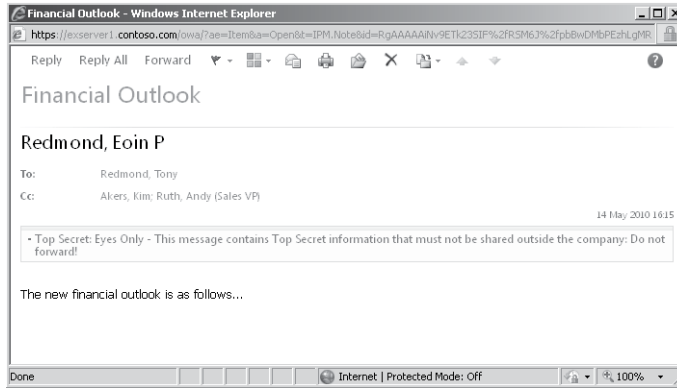 Financial Outlook - Windows Internet Explorer
https://exserver1.contoso.com/owa/?ae=Item&a=Open&t=IPM.Note&id=RgAAAAAiNv9ETk23SIF%2fRSM6J%2fpbBwDMbPEzhLgMR
Reply Reply All Forward
Financial Outlook
Redmond, Eoin P
To: Redmond, Tony
Cc: Akers, Kim; Ruth, Andy (Sales VP)
14 May 2010 16:15
Top Secret: Eyes Only - This message contains Top Secret information that must not be shared outside the company: Do not
forward!
The new financial outlook is as follows...
Done Internet | Protected Mode: Off 100%